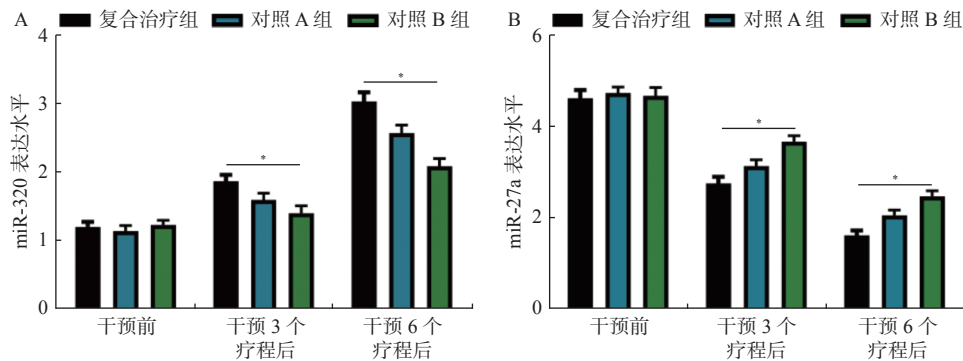 A
复合治疗组 对照 A 组 对照 B 组
miR-320 表达水平
4
3
2
1
0
*
*
干预前
干预 3 个
疗程后
干预 6 个
疗程后
B
复合治疗组 对照 A 组 对照 B 组
miR-27a 表达水平
6
4
2
0
*
*
干预前
干预 3 个
疗程后
干预 6 个
疗程后